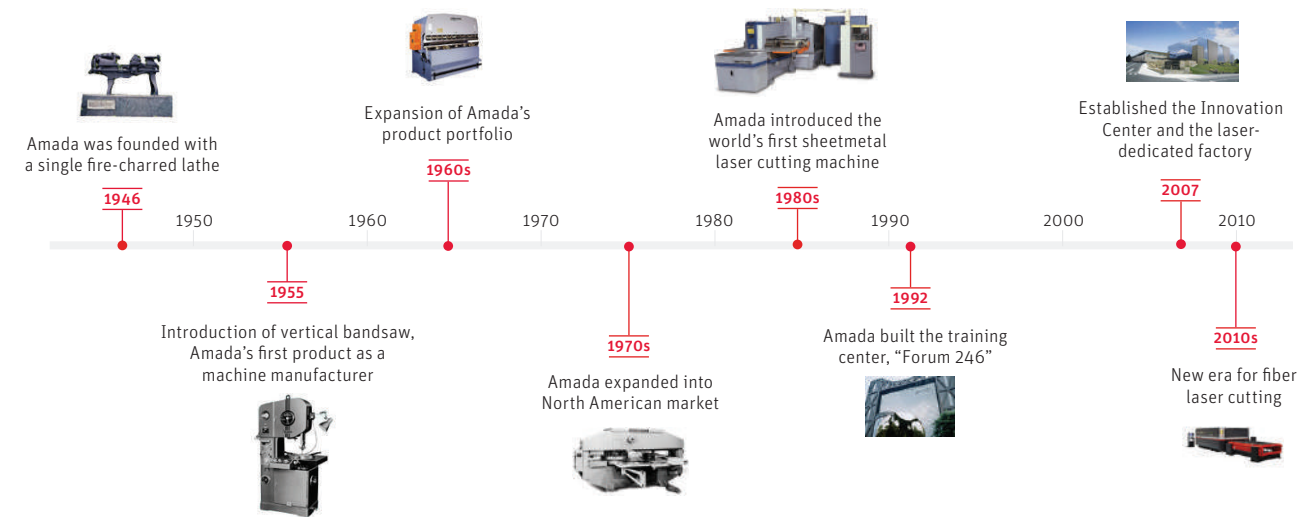 Amada was founded with
a single fire-charred lathe
1946
Expansion of Amada's
product portfolio
1960s
Amada introduced the
world's first sheetmetal
laser cutting machine
1980s
Established the Innovation
Center and the laser-
dedicated factory
2007
1950
1960
1970
1980
1990
2000
2010
1955
Introduction of vertical bandsaw,
Amada's first product as a
machine manufacturer
1970s
Amada expanded into
North American market
1992
Amada built the training
center, “Forum 246”
2010s
New era for fiber
laser cutting